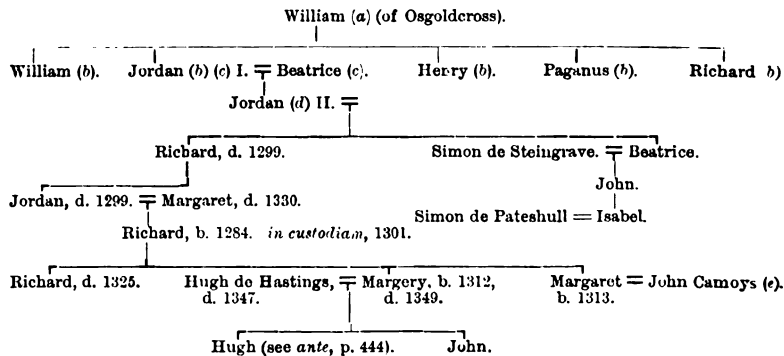 William (a) (of Osgoldcross).
William (b). Jordan (b) (c) I. = Beatrice (c). Henry (b). Paganus (b). Richard b)
Jordan (d) II. =
Richard, d. 1299. Simon de Steingrave. = Beatrice.
John.
Jordan, d. 1299. = Margaret, d. 1330.
Simon de Pateshull = Isabel.
Richard, b. 1284. in custodiam, 1301.
Richard, d. 1325. Hugh de Hastings, = Margery, b. 1312, Margaret = John Camoys (e).
d. 1347. d. 1349. b. 1313.
Hugh (see ante, p. 444). John.